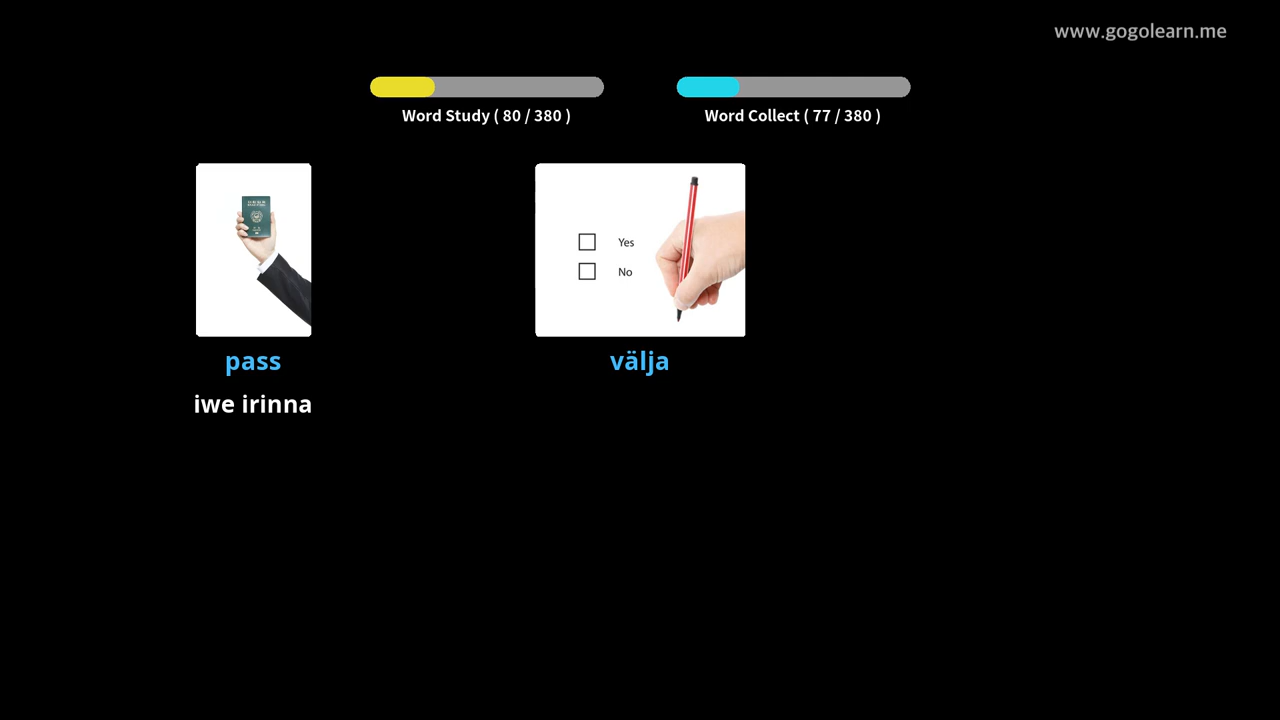 www.gogolearn.me
Word Study ( 80 / 380 )
Word Collect ( 77 / 380 )
Yes
No
pass
välja
iwe irinna